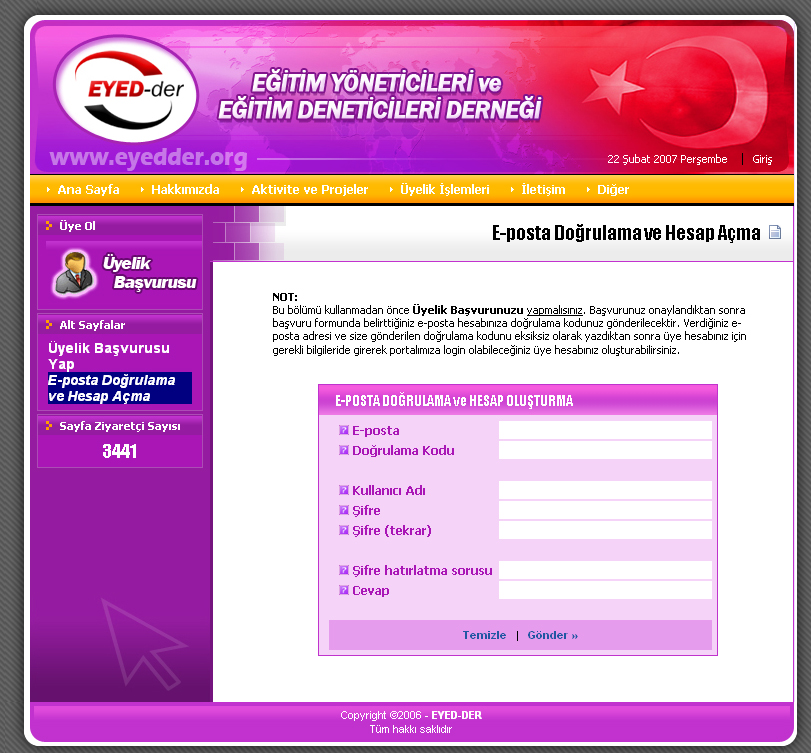 EYED-der
EĞİTİM YÖNETİCİLERİ ve
EĞİTİM DENETİCİLERİ DERNEĞİ
www.eyedder.org
22 Şubat 2007 Perşembe | Giriş
Ana Sayfa Hakkımızda Aktivite ve Projeler Üyelik İşlemleri İletişim Diğer
Üye Ol
Üyelik
Başvurusu
Alt Sayfalar
Üyelik Başvurusu
Yap
E-posta Doğrulama
ve Hesap Açma
Sayfa Ziyaretçi Sayısı
3441
E-posta Doğrulama ve Hesap Açma
NOT:
Bu bölümü kullanmadan önce Üyelik Başvurunuzu yapmalısınız. Başvurunuz onaylandıktan sonra
başvuru formunda belirttiğiniz e-posta hesabınıza doğrulama kodunuz gönderilecektir. Verdiğiniz e-
posta adresi ve size gönderilen doğrulama kodunu eksiksiz olarak yazdıktan sonra üye hesabınız için
gerekli bilgileride girerek portalımıza login olabileceğiniz üye hesabınız oluşturabilirsiniz.
E-POSTA DOĞRULAMA ve HESAP OLUŞTURMA
E-posta
Doğrulama Kodu
Kullanıcı Adı
Şifre
Şifre (tekrar)
Şifre hatırlatma sorusu
Cevap
Temizle | Gönder »
Copyright ©2006 - EYED-DER
Tüm hakkı saklıdır